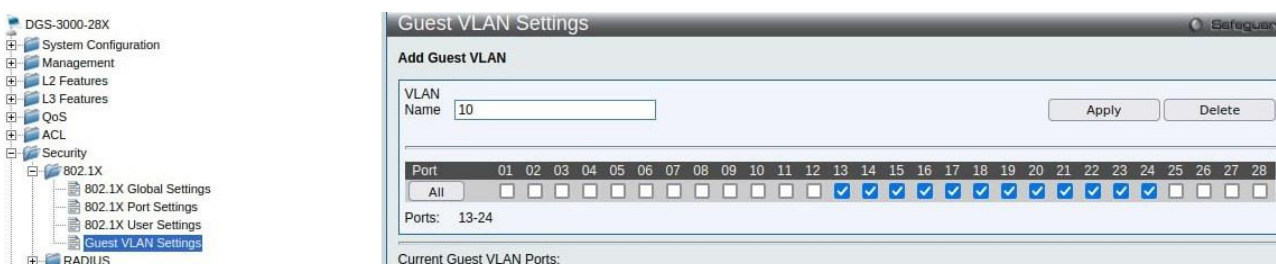 DGS-3000-28X
System Configuration
Management
L2 Features
L3 Features
QoS
ACL
Security
802.1X
802.1X Global Settings
802.1X Port Settings
802.1X User Settings
Guest VLAN Settings
RADIUS
Guest VLAN Settings
Safeguar
Add Guest VLAN
VLAN
Name 10 Apply Delete
Port 01 02 03 04 05 06 07 08 09 10 11 12 13 14 15 16 17 18 19 20 21 22 23 24 25 26 27 28
All
Ports: 13-24
Current Guest VLAN Ports: